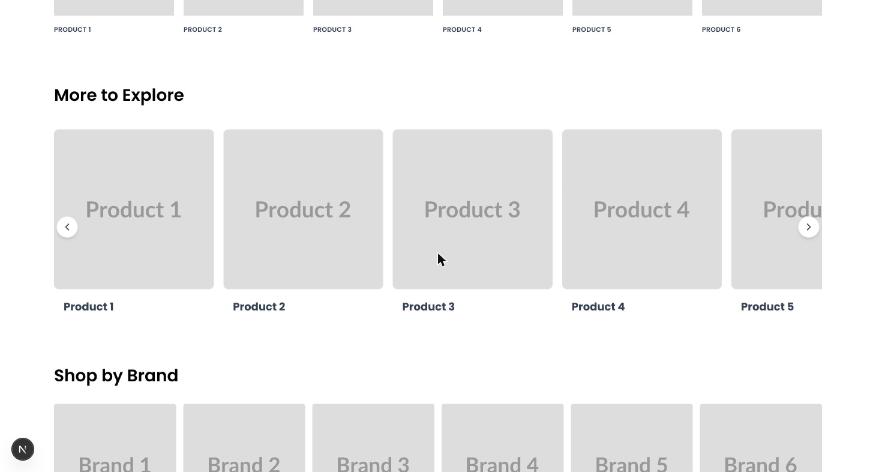 PRODUCT 1 PRODUCT 2 PRODUCT 3 PRODUCT 4 PRODUCT 5 PRODUCT 6
More to Explore
Product 1 Product 2 Product 3 Product 4 Produ
Product 1 Product 2 Product 3 Product 4 Product 5
Shop by Brand
Brand 1 Brand 2 Brand 3 Brand 4 Brand 5 Brand 6
N